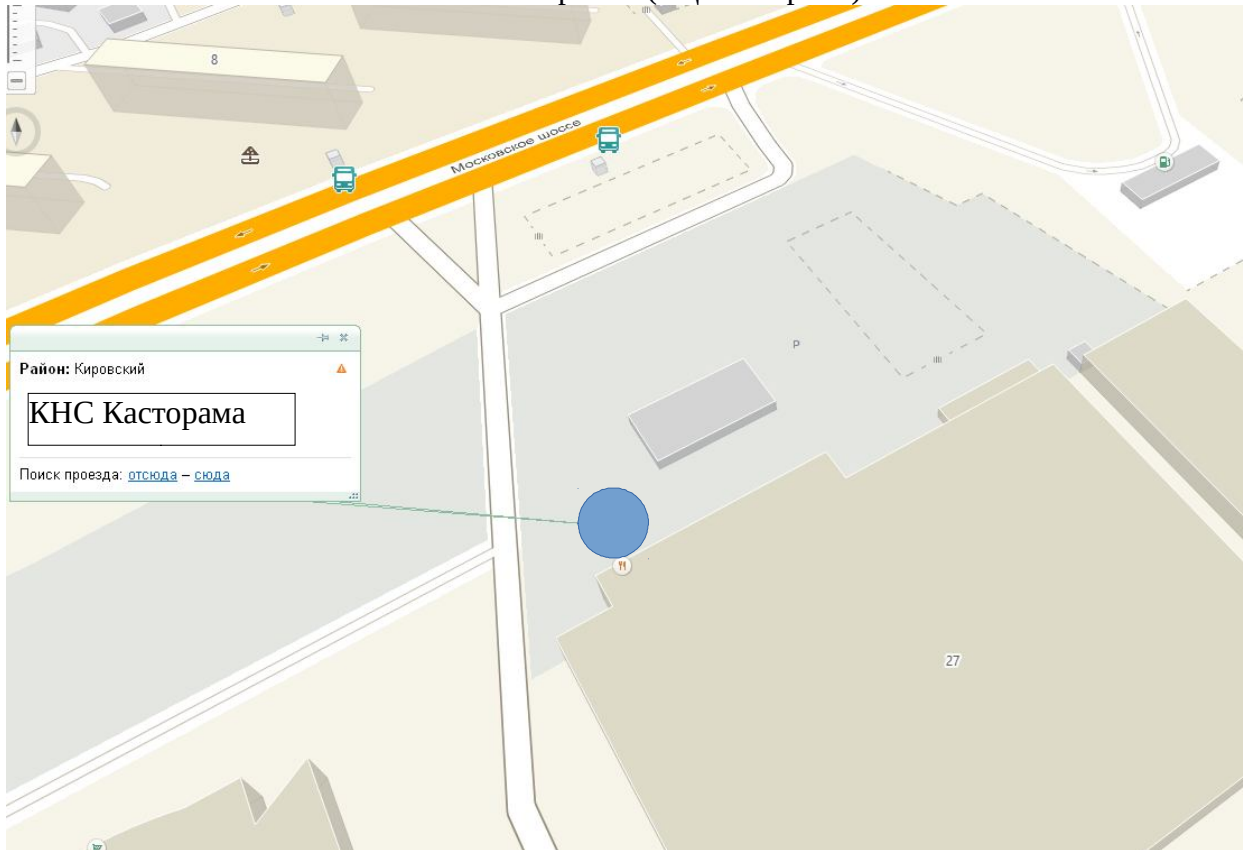 8
Московское шоссе
P
Район: Кировский
КНС Касторама
Поиск проезда: отсюда – сюда
27